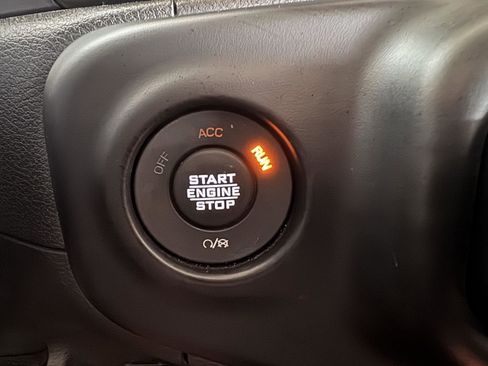 OFF
ACC
RUN
START
ENGINE
STOP